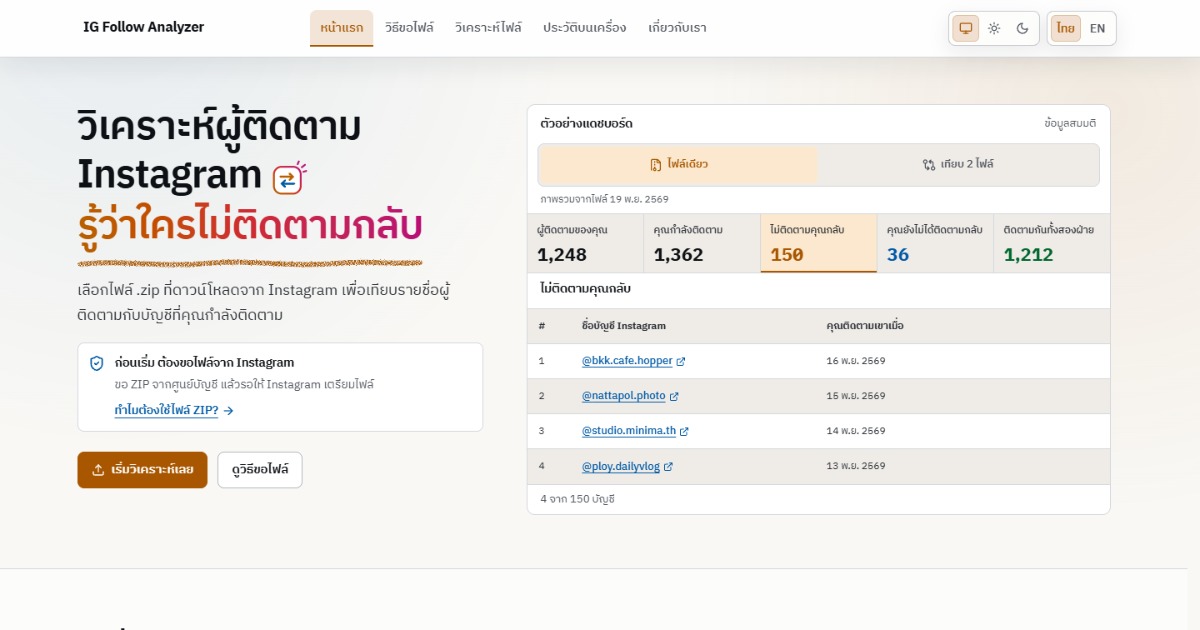 IG Follow Analyzer
หน้าแรก
วิธีขอไฟล์
วิเคราะห์ไฟล์
ประวัติบนเครื่อง
เกี่ยวกับเรา
ไทย
EN
วิเคราะห์ผู้ติดตาม
Instagram
รู้ว่าใครไม่ติดตามกลับ
เลือกไฟล์ .zip ที่ดาวน์โหลดจาก Instagram เพื่อเทียบรายชื่อผู้
ติดตามกับบัญชีที่คุณกำลังติดตาม
ก่อนเริ่ม ต้องขอไฟล์จาก Instagram
ขอ ZIP จากศูนย์บัญชี แล้วรอให้ Instagram เตรียมไฟล์
ทำไมต้องใช้ไฟล์ ZIP?
เริ่มวิเคราะห์เลย
ดูวิธีขอไฟล์
ตัวอย่างแดชบอร์ด
ข้อมูลสมมติ
ไฟล์เดียว
เทียบ 2 ไฟล์
ภาพรวมจากไฟล์ 19 พ.ย. 2569
ผู้ติดตามของคุณ
1,248
คุณกำลังติดตาม
1,362
ไม่ติดตามคุณกลับ
150
คุณยังไม่ได้ติดตามกลับ
36
ติดตามกันทั้งสองฝ่าย
1,212
ไม่ติดตามคุณกลับ
# ชื่อบัญชี Instagram คุณติดตามเขาเมื่อ
1 @bkk.cafe.hopper 16 พ.ย. 2569
2 @nattapol.photo 15 พ.ย. 2569
3 @studio.minima.th 14 พ.ย. 2569
4 @ploy.dailyvlog 13 พ.ย. 2569
4 จาก 150 บัญชี